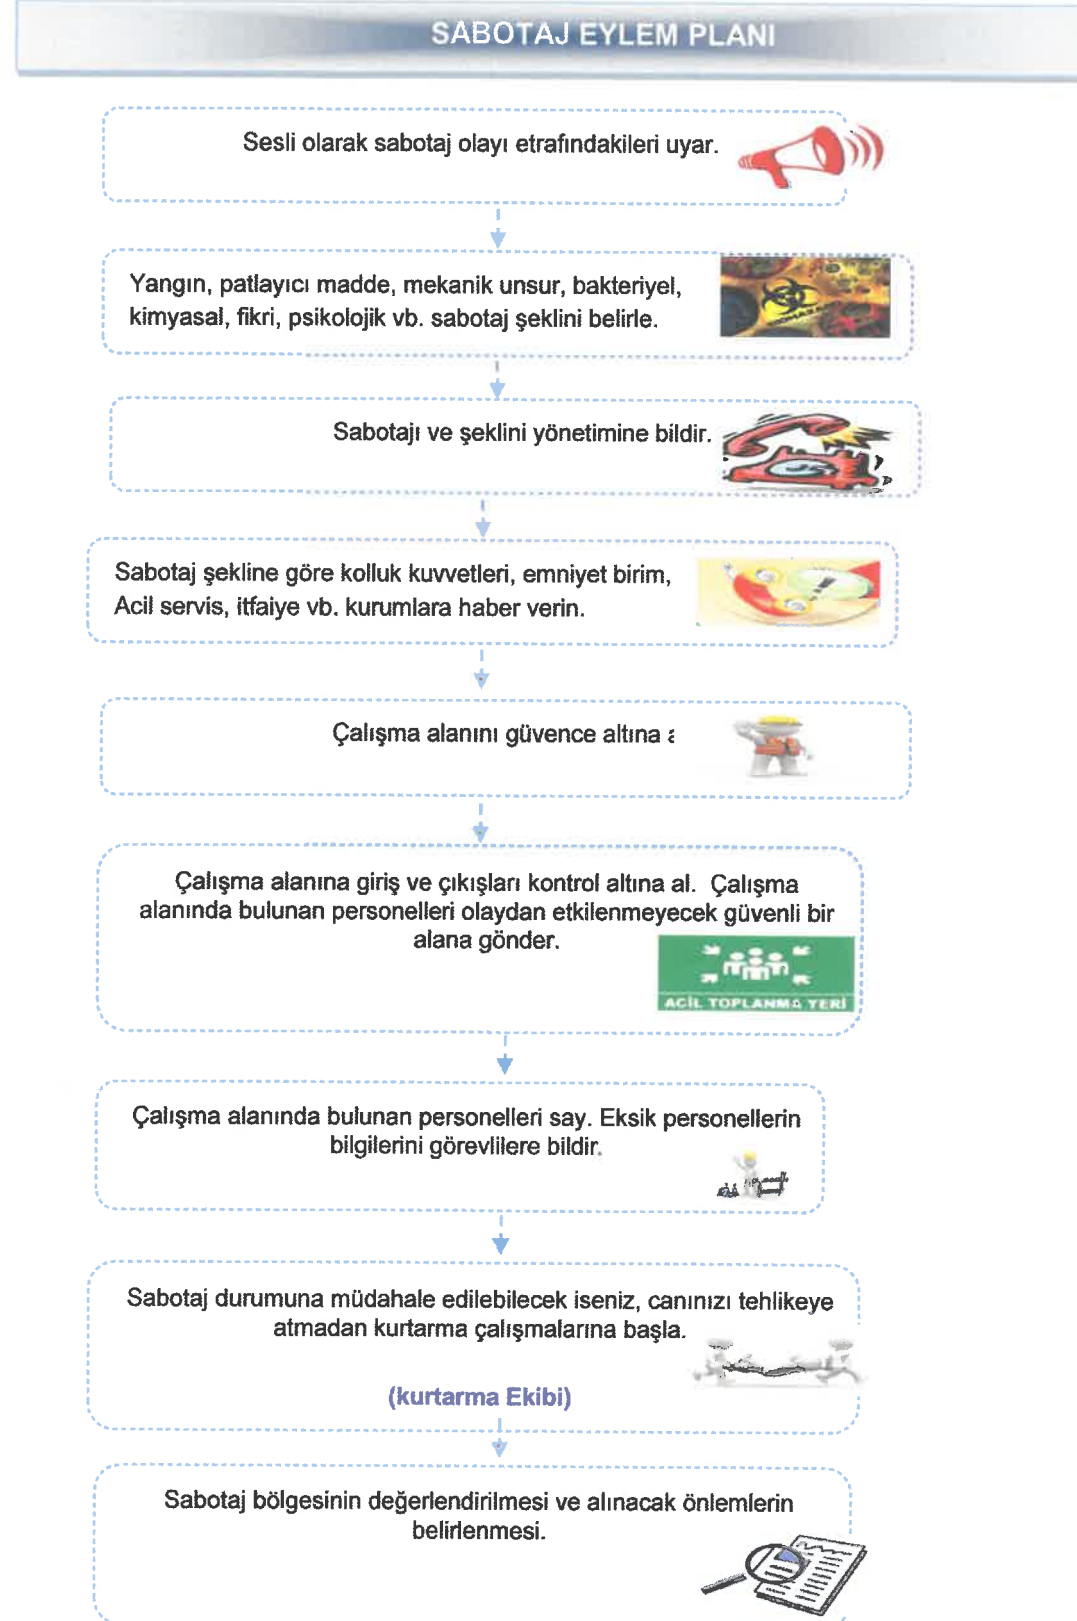 SABOTAJ EYLEM PLANI
Sesli olarak sabotaj olayı etrafındakileri uyar.
Yangın, patlayıcı madde, mekanik unsur, bakteriyel,
kimyasal, fikri, psikolojik vb. sabotaj şeklini belirle.
Sabotajı ve şeklini yönetimine bildir.
Sabotaj şekline göre kolluk kuvvetleri, emniyet birim,
Acil servis, itfaiye vb. kurumlara haber verin.
Çalışma alanını güvence altına
Çalışma alanına giriş ve çıkışları kontrol altına al. Çalışma
alanında bulunan personelleri olaydan etkilenmeyecek güvenli bir
alana gönder.
ACİL TOPLANMA YERİ
Çalışma alanında bulunan personelleri say. Eksik personellerin
bilgilerini görevlilere bildir.
Sabotaj durumuna müdahale edilebilecek iseniz, canınızı tehlikeye
atmadan kurtarma çalışmalarına başla.
(kurtarma Ekibi)
Sabotaj bölgesinin değerlendirilmesi ve alınacak önlemlerin
belirlenmesi.